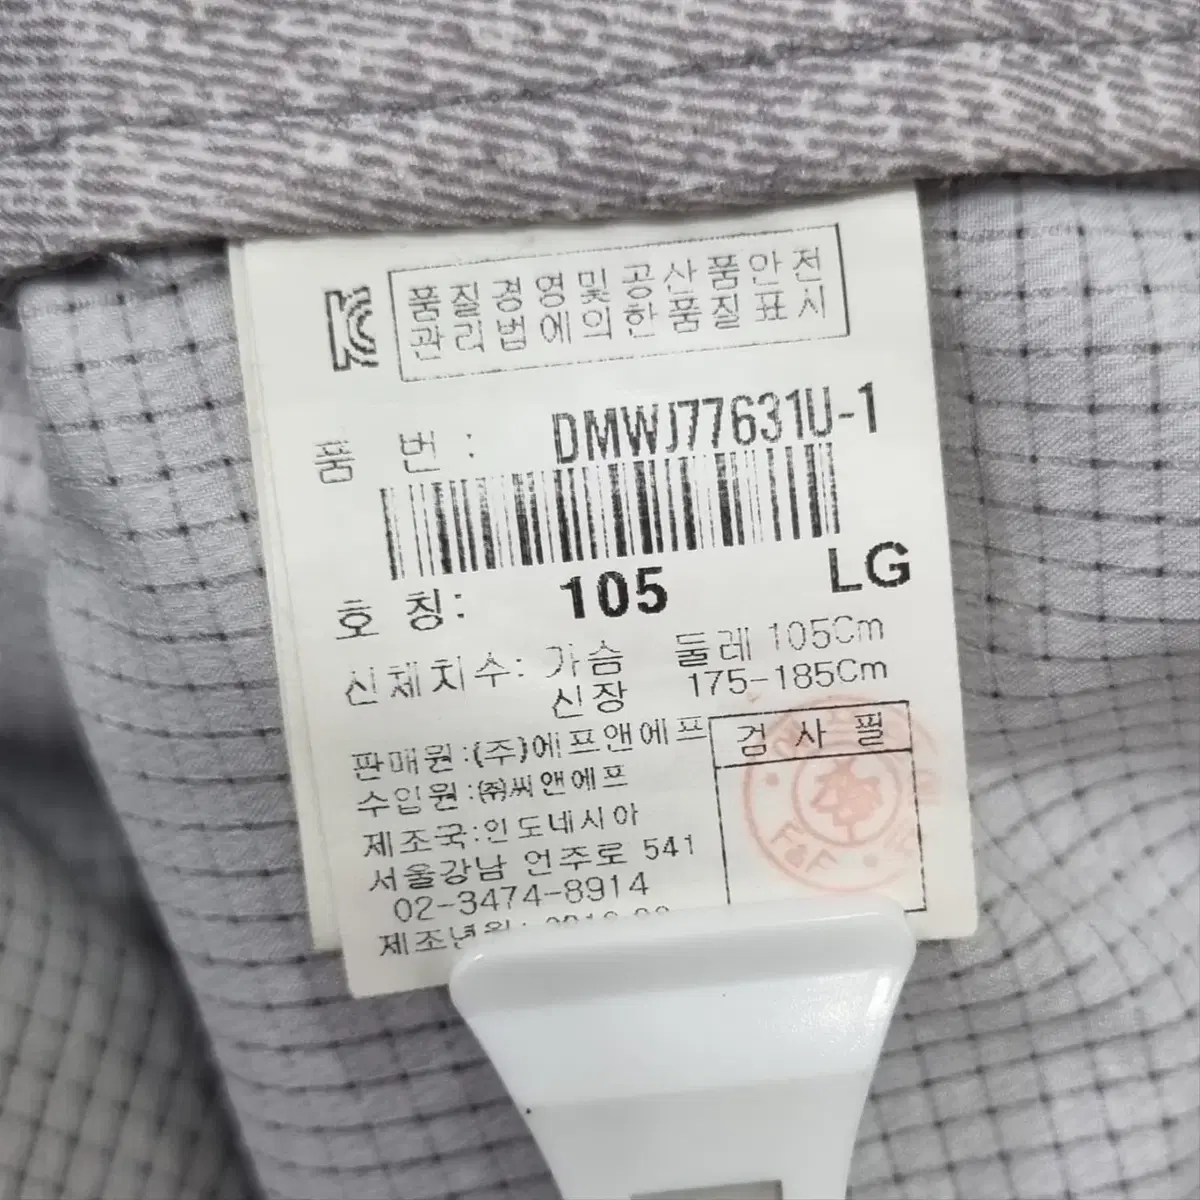 품질경영및공산품안전
관리법에의한품질표시
품 번: DMWJ77631U-1
호 칭: 105 LG
신체치수: 가슴 둘레 105Cm
신장 175-185Cm
판매원:(주)에프앤에프
수입원:㈜씨앤에프
제조국:인도네시아
서울강남 언주로 541
02-3474-8914
제조년월:
검 사 필
F&F